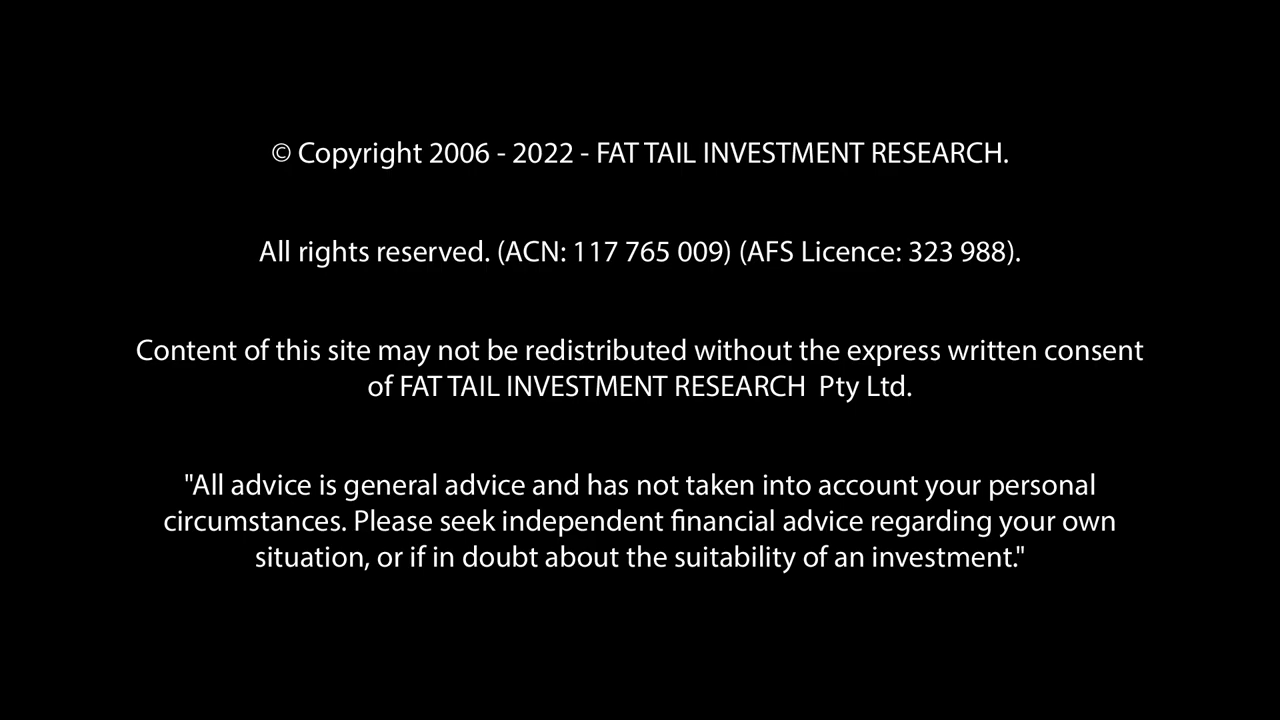 © Copyright 2006 - 2022 - FAT TAIL INVESTMENT RESEARCH.
All rights reserved. (ACN: 117 765 009) (AFS Licence: 323 988).
Content of this site may not be redistributed without the express written consent
of FAT TAIL INVESTMENT RESEARCH  Pty Ltd.
"All advice is general advice and has not taken into account your personal
circumstances. Please seek independent financial advice regarding your own
situation, or if in doubt about the suitability of an investment."